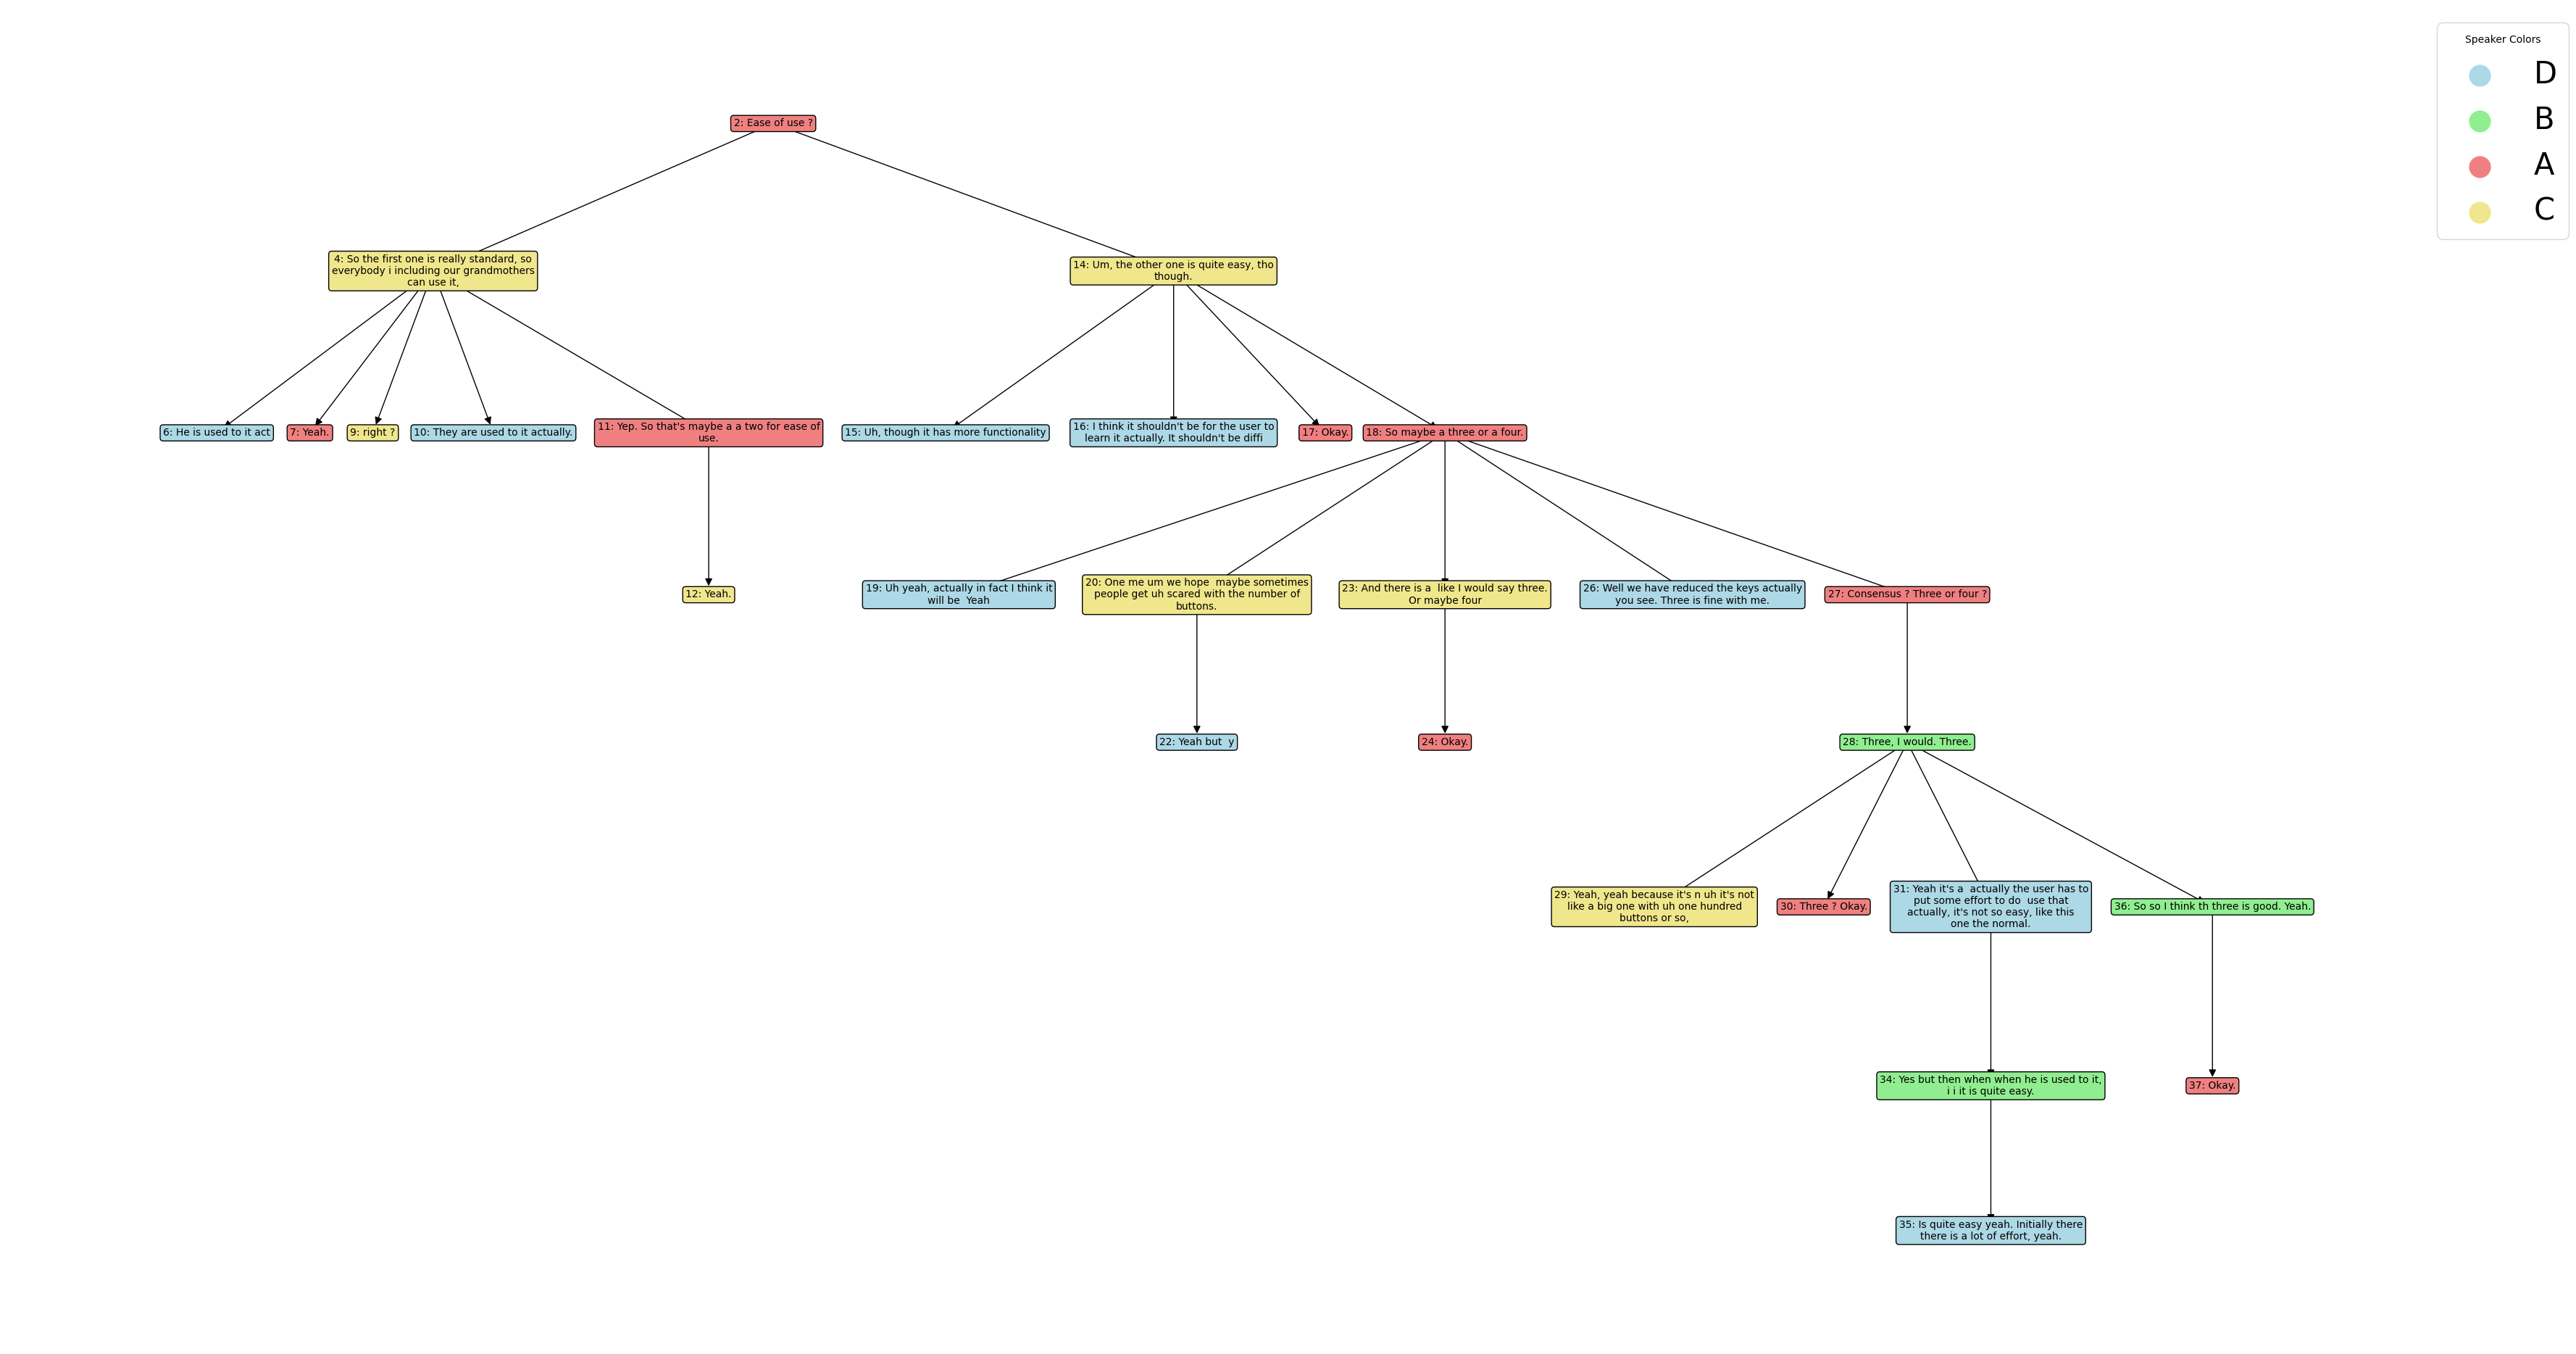 Speaker Colors
D
B
A
C
2: Ease of use ?
4: So the first one is really standard, so
everybody i including our grandmothers
can use it,
14: Um, the other one is quite easy, tho
though.
6: He is used to it act
7: Yeah.
9: right ?
10: They are used to it actually.
11: Yep. So that's maybe a a two for ease of
use.
15: Uh, though it has more functionality
16: I think it shouldn't be for the user to
learn it actually. It shouldn't be diffi
17: Okay.
18: So maybe a three or a four.
12: Yeah.
19: Uh yeah, actually in fact I think it
will be  Yeah
20: One me um we hope  maybe sometimes
people get uh scared with the number of
buttons.
23: And there is a  like I would say three.
Or maybe four
26: Well we have reduced the keys actually
you see. Three is fine with me.
27: Consensus ? Three or four ?
22: Yeah but  y
24: Okay.
28: Three, I would. Three.
29: Yeah, yeah because it's n uh it's not
like a big one with uh one hundred
buttons or so,
30: Three ? Okay.
31: Yeah it's a  actually the user has to
put some effort to do  use that
actually, it's not so easy, like this
one the normal.
36: So so I think th three is good. Yeah.
34: Yes but then when when he is used to it,
i i it is quite easy.
37: Okay.
35: Is quite easy yeah. Initially there
there is a lot of effort, yeah.